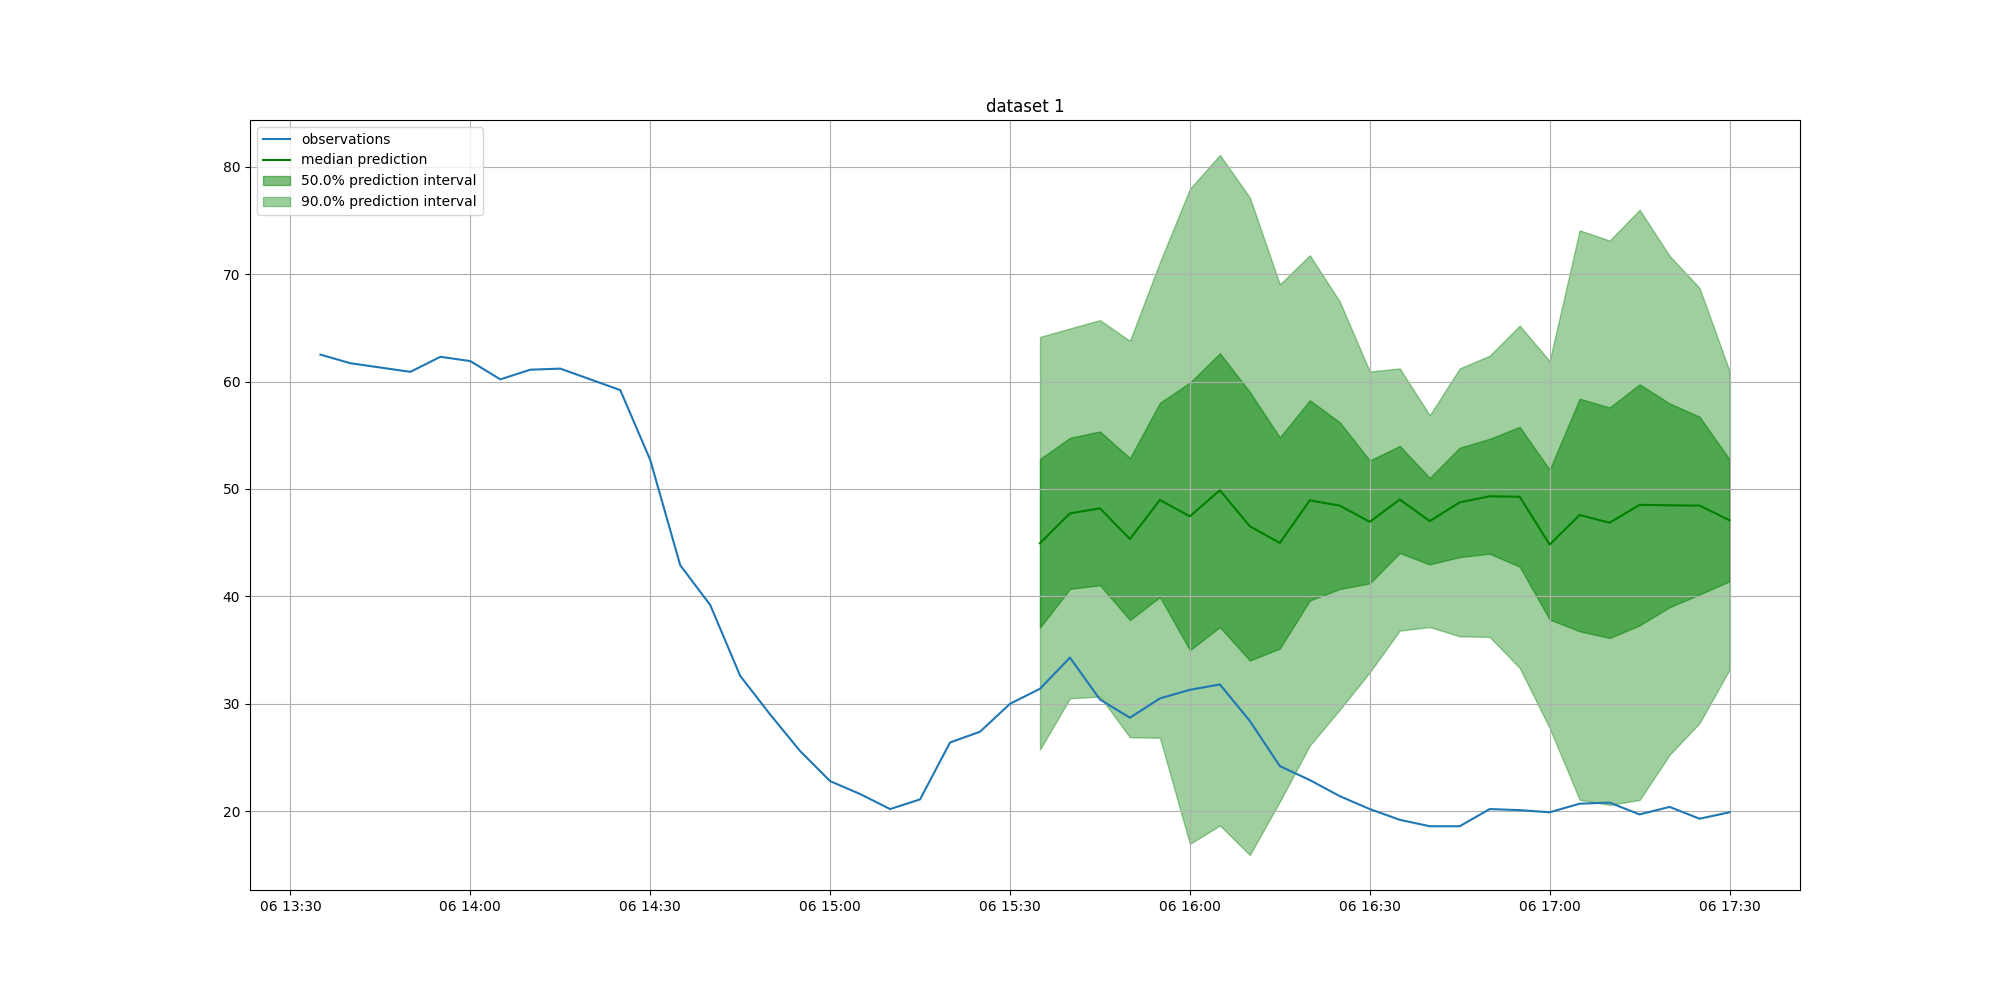 dataset 1
observations
median prediction
50.0% prediction interval
90.0% prediction interval
80
70
60
50
40
30
20
06 13:30 06 14:00 06 14:30 06 15:00 06 15:30 06 16:00 06 16:30 06 17:00 06 17:30